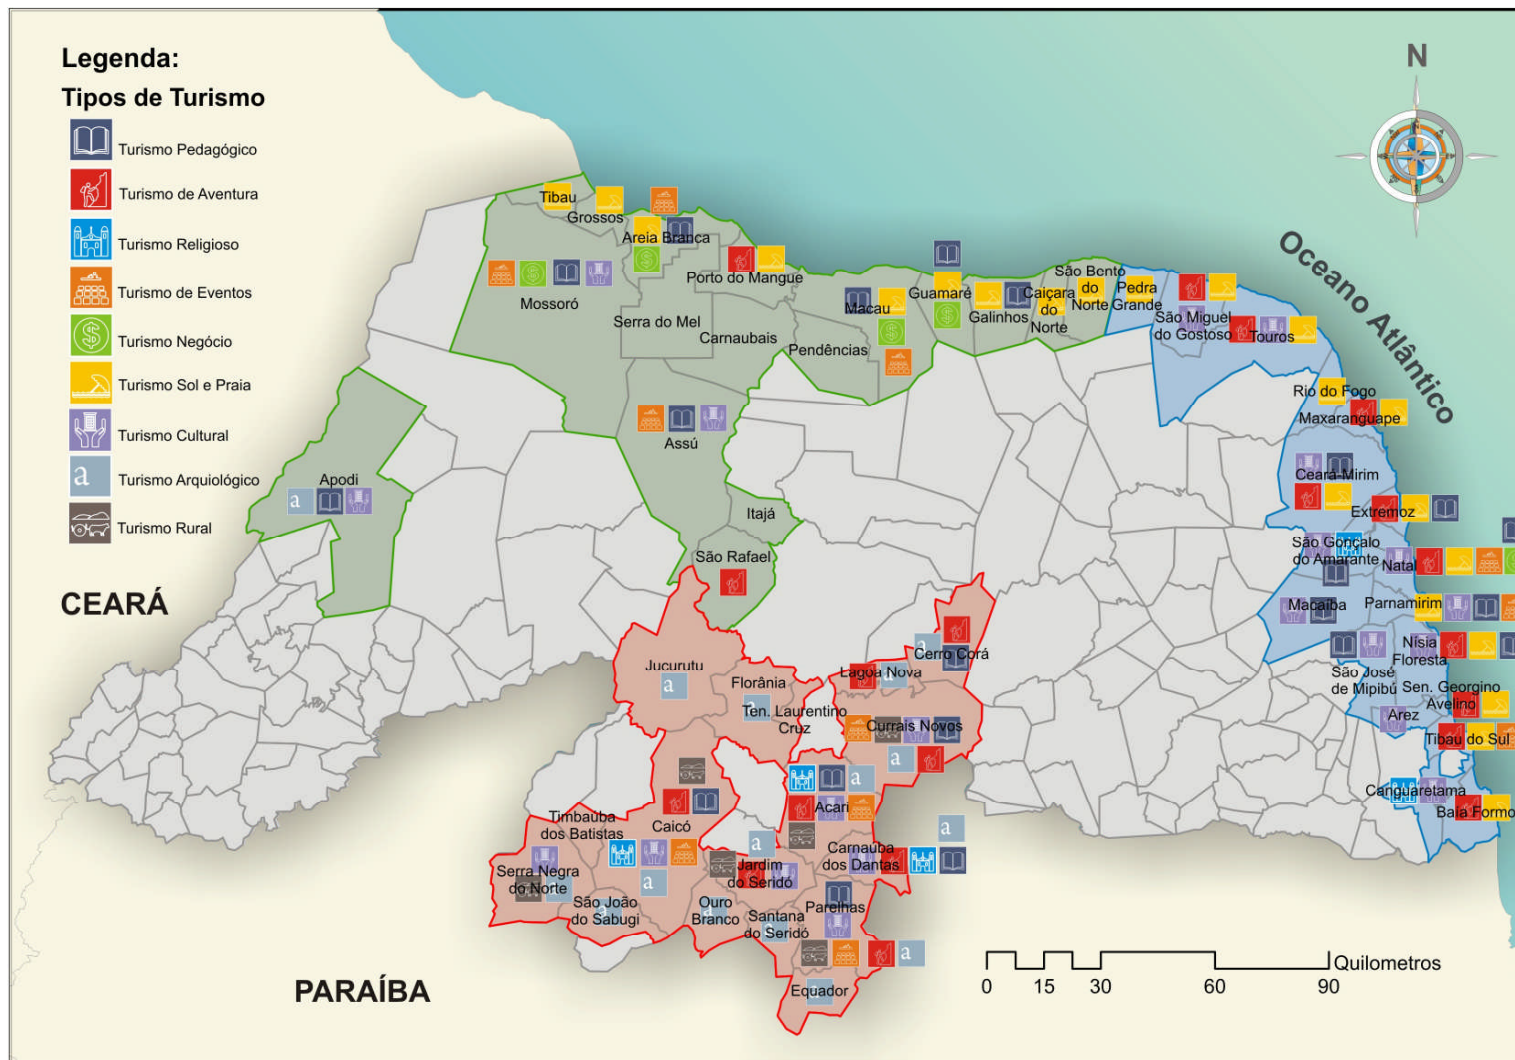 Legenda:
Tipos de Turismo
Turismo Pedagógico
Turismo de Aventura
Turismo Religioso
Turismo de Eventos
Turismo Negócio
Turismo Sol e Praia
Turismo Cultural
a
Turismo Arquiológico
Turismo Rural
CEARÁ
PARAÍBA
N
Oceano Atlântico
Tibau
Grossos
Areia Branca
Mossoró
Porto do Mangue
Serra do Mel
Carnaubais
Pendências
Macau
Guamaré
Galinhos
Caiçara
do
Norte
São Bento
do
Norte
Pedra
Grande
São Miguel
do Gostoso
Touros
Rio do Fogo
Maxaranguape
Ceará-Mirim
Extremoz
São Gonçalo
do Amarante
Natal
Macaíba
Parnamirim
Nísia
Floresta
São José
de Mipibú
Sen. Georgino
Avelino
Arez
Tibau do Sul
Canguaretama
Baía Formo
Assú
Apodi
a
Itajá
São Rafael
Jucurutu
a
Florânia
a
Ten. Laurentino
Cruz
Cerro Corá
a
Lagoa Nova
a
Currais Novos
a
a
Acari
Caicó
Timbaúba
dos Batistas
a
Serra Negra
do Norte
a
São João
do Sabugi
a
Ouro
Branco
a
Jardim
do Seridó
a
Carnaúba
dos Dantas
a
Santana
do Seridó
a
Parelhas
a
Equador
a
Quilometros
0 15 30 60 90